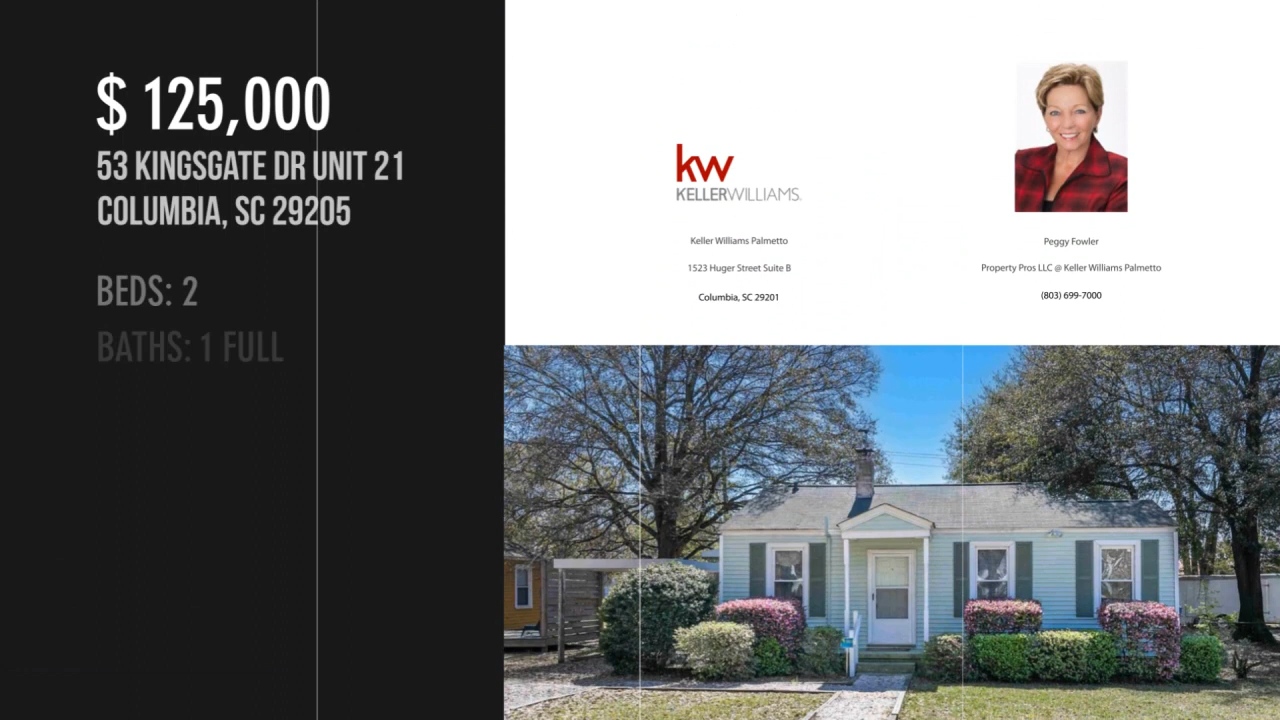 $ 125,000
53 KINGSGATE DR UNIT 21
COLUMBIA, SC 29205
BEDS: 2
BATHS: 1 FULL
kw
KELLERWILLIAMS.
Keller Williams Palmetto
1523 Huger Street Suite B
Columbia, SC 29201
Peggy Fowler
Property Pros LLC @ Keller Williams Palmetto
(803) 699-7000